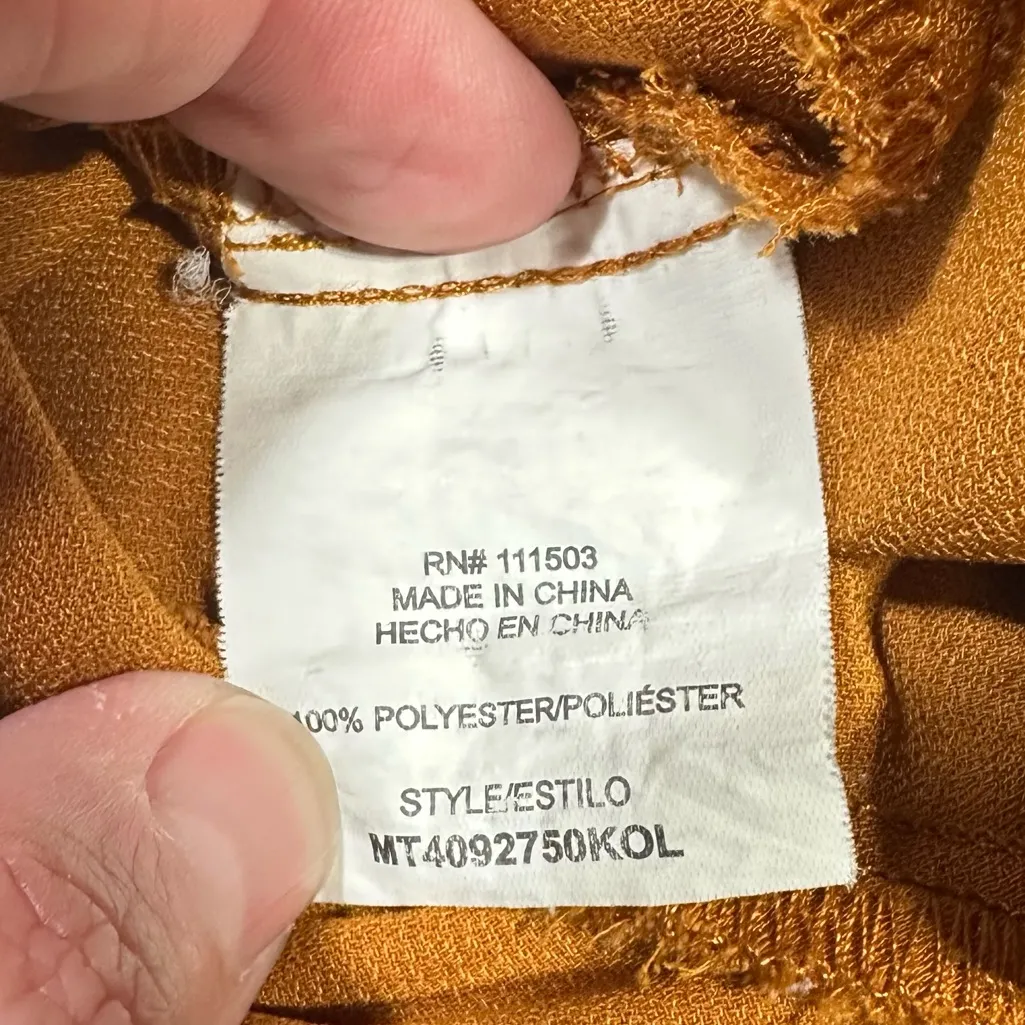 RN# 111503
MADE IN CHINA
HECHO EN CHINA
100% POLYESTER/POLIÉSTER
STYLE/ESTILO
MT4092750KOL